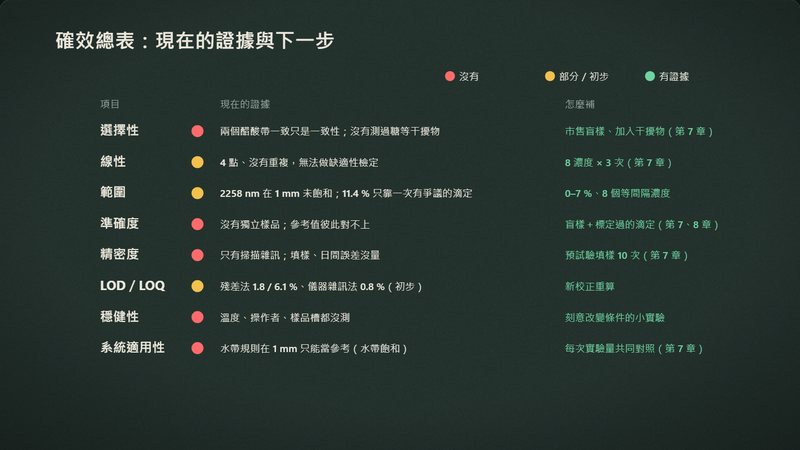 確效總表：現在的證據與下一步
沒有 部分 / 初步 有證據
項目 現在的證據 怎麼補
選擇性 兩個醋酸帶一致只是一致性；沒有測過糖等干擾物 市售盲樣、加入干擾物（第 7 章）
線性 4 點、沒有重複，無法做缺適性檢定 8 濃度 × 3 次（第 7 章）
範圍 2258 nm 在 1 mm 未飽和；11.4 % 只靠一次有爭議的滴定 0–7 %、8 個等間隔濃度
準確度 沒有獨立樣品；參考值彼此對不上 盲樣 + 標定過的滴定（第 7、8 章）
精密度 只有掃描雜訊；填樣、日間誤差沒量 預試驗填樣 10 次（第 7 章）
LOD / LOQ 殘差法 1.8 / 6.1 %、儀器雜訊法 0.8 %（初步） 新校正重算
穩健性 溫度、操作者、樣品槽都沒測 刻意改變條件的小實驗
系統適用性 水帶規則在 1 mm 只能當參考（水帶飽和） 每次實驗量共同對照（第 7 章）